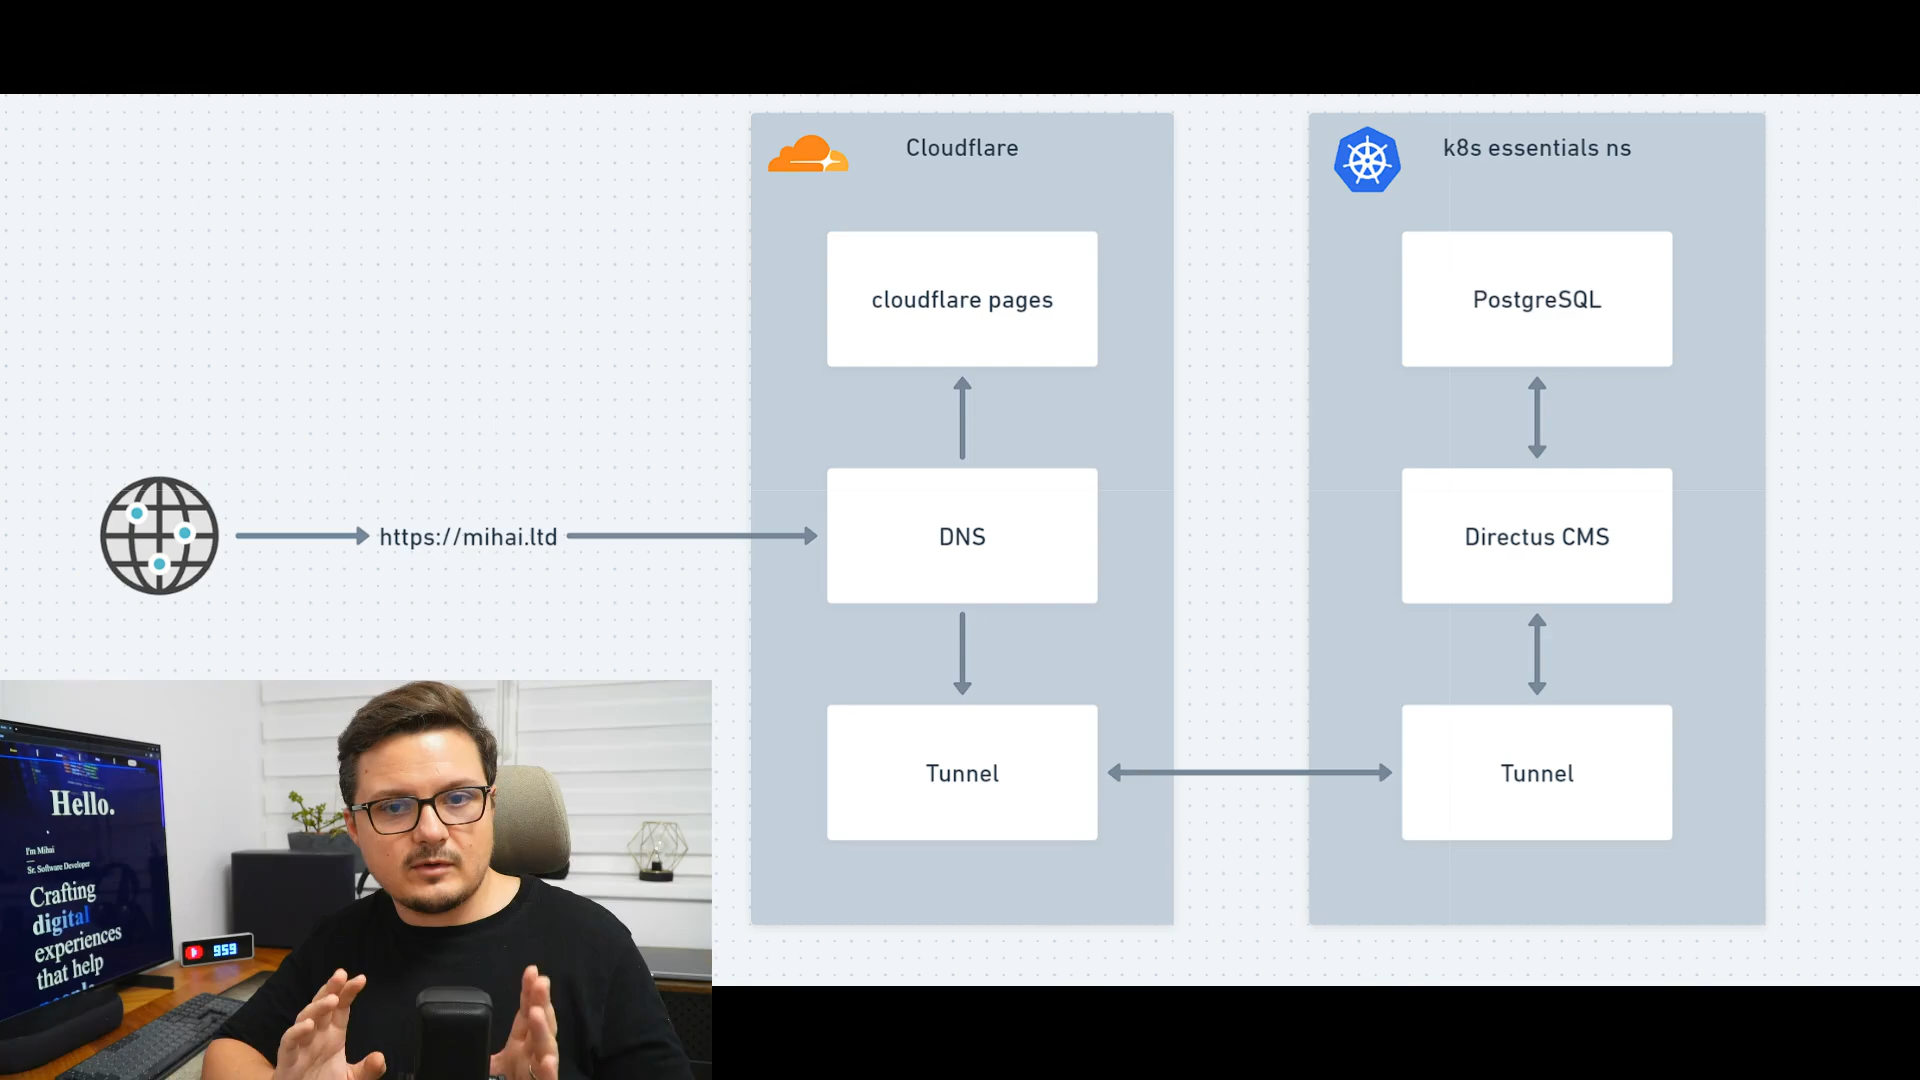 Cloudflare
k8s essentials ns
cloudflare pages
PostgreSQL
https://mihai.ltd
DNS
Directus CMS
Tunnel
Tunnel
Hello.
I'm Mihai
Sr. Software Developer
Crafting
digital
experiences
that help
959